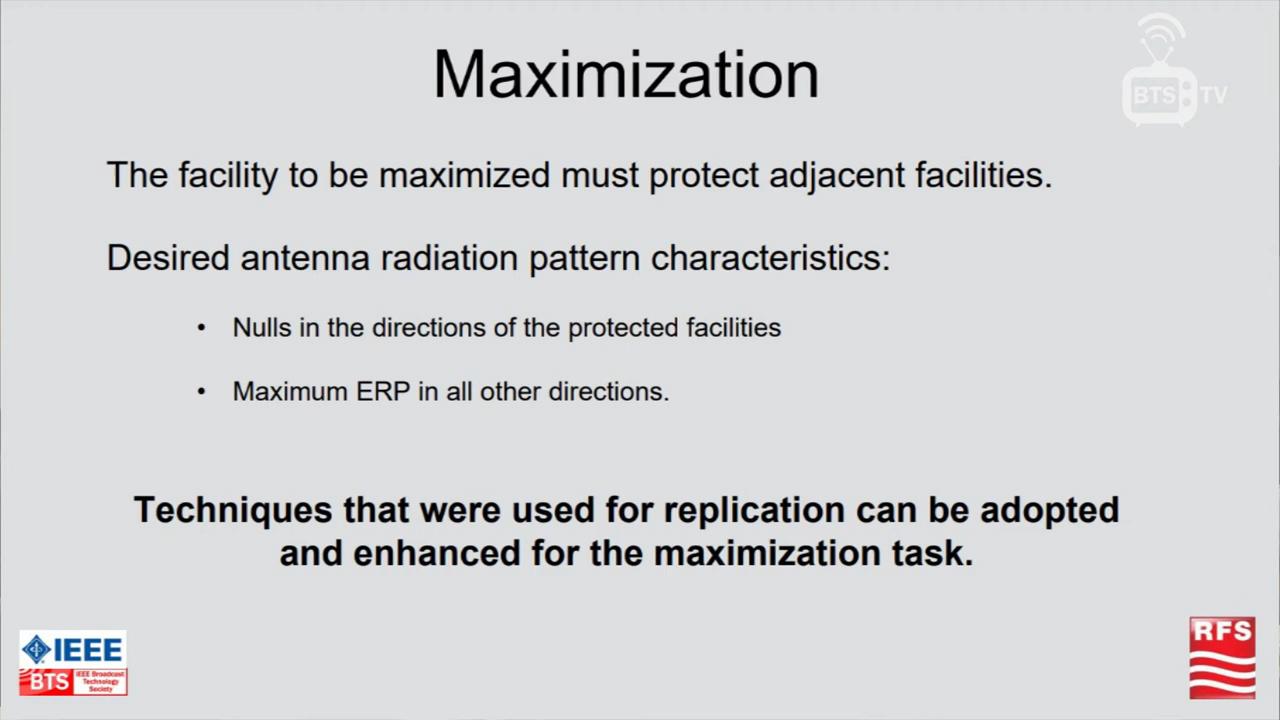 Maximization
BTS TV
The facility to be maximized must protect adjacent facilities.
Desired antenna radiation pattern characteristics:
• Nulls in the directions of the protected facilities
• Maximum ERP in all other directions.
Techniques that were used for replication can be adopted
and enhanced for the maximization task.
IEEE
BTS
IEEE Broadcast
Technology
Society
RFS